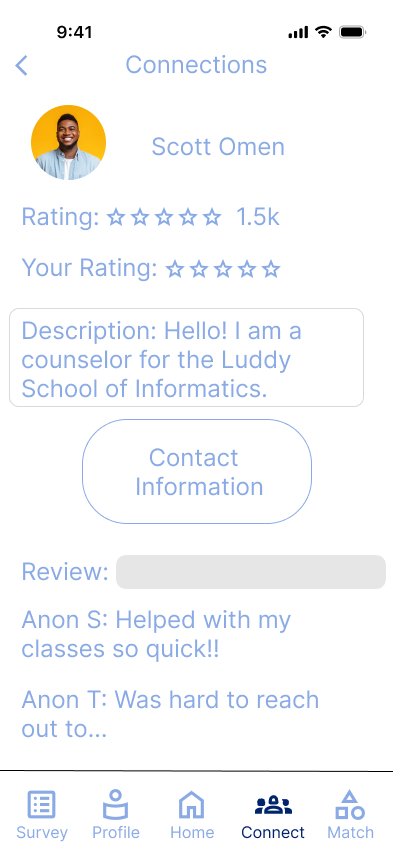 9:41
Connections
Scott Omen
Rating: 1.5k
Your Rating:
Description: Hello! I am a
counselor for the Luddy
School of Informatics.
Contact
Information
Review:
Anon S: Helped with my
classes so quick!!
Anon T: Was hard to reach
out to...
Survey Profile Home Connect Match